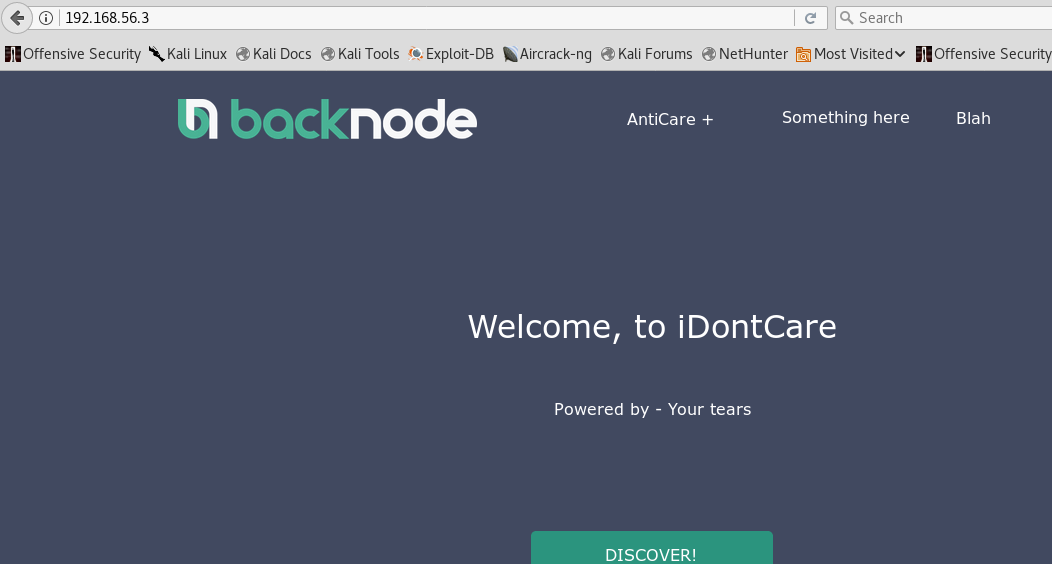 192.168.56.3
Search
Offensive Security Kali Linux Kali Docs Kali Tools Exploit-DB Aircrack-ng Kali Forums NetHunter Most Visited Offensive Security
backnode
AntiCare + Something here Blah
Welcome, to iDontCare
Powered by - Your tears
DISCOVER!